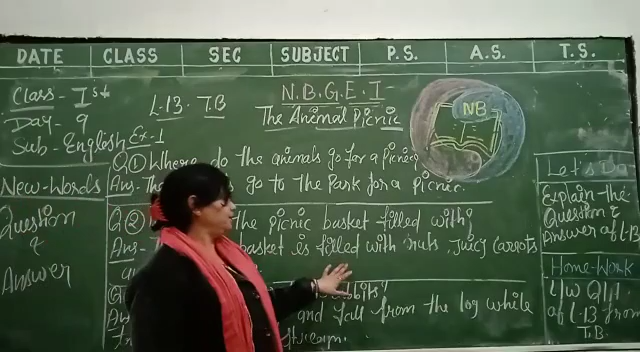 DATE CLASS SEC SUBJECT P.S. A.S. T.S.
Class - Ist
Day - 9
Sub - English
L.13. T.B
N.B.G.E.I
The Animal Picnic
NB
Ex-1
Q① Where do the animals go for a picnic
Ans. The go to the Park for a picnic.
Q② The picnic basket filled with
Ans basket is filled with nuts, juicy carrots
and fall from the log while
New-Words
Question
&
Answer
Let's Do
Explain the
Question &
Answer of L.13
Home-Work
L/W Q/A
of L.13 from
T.B.